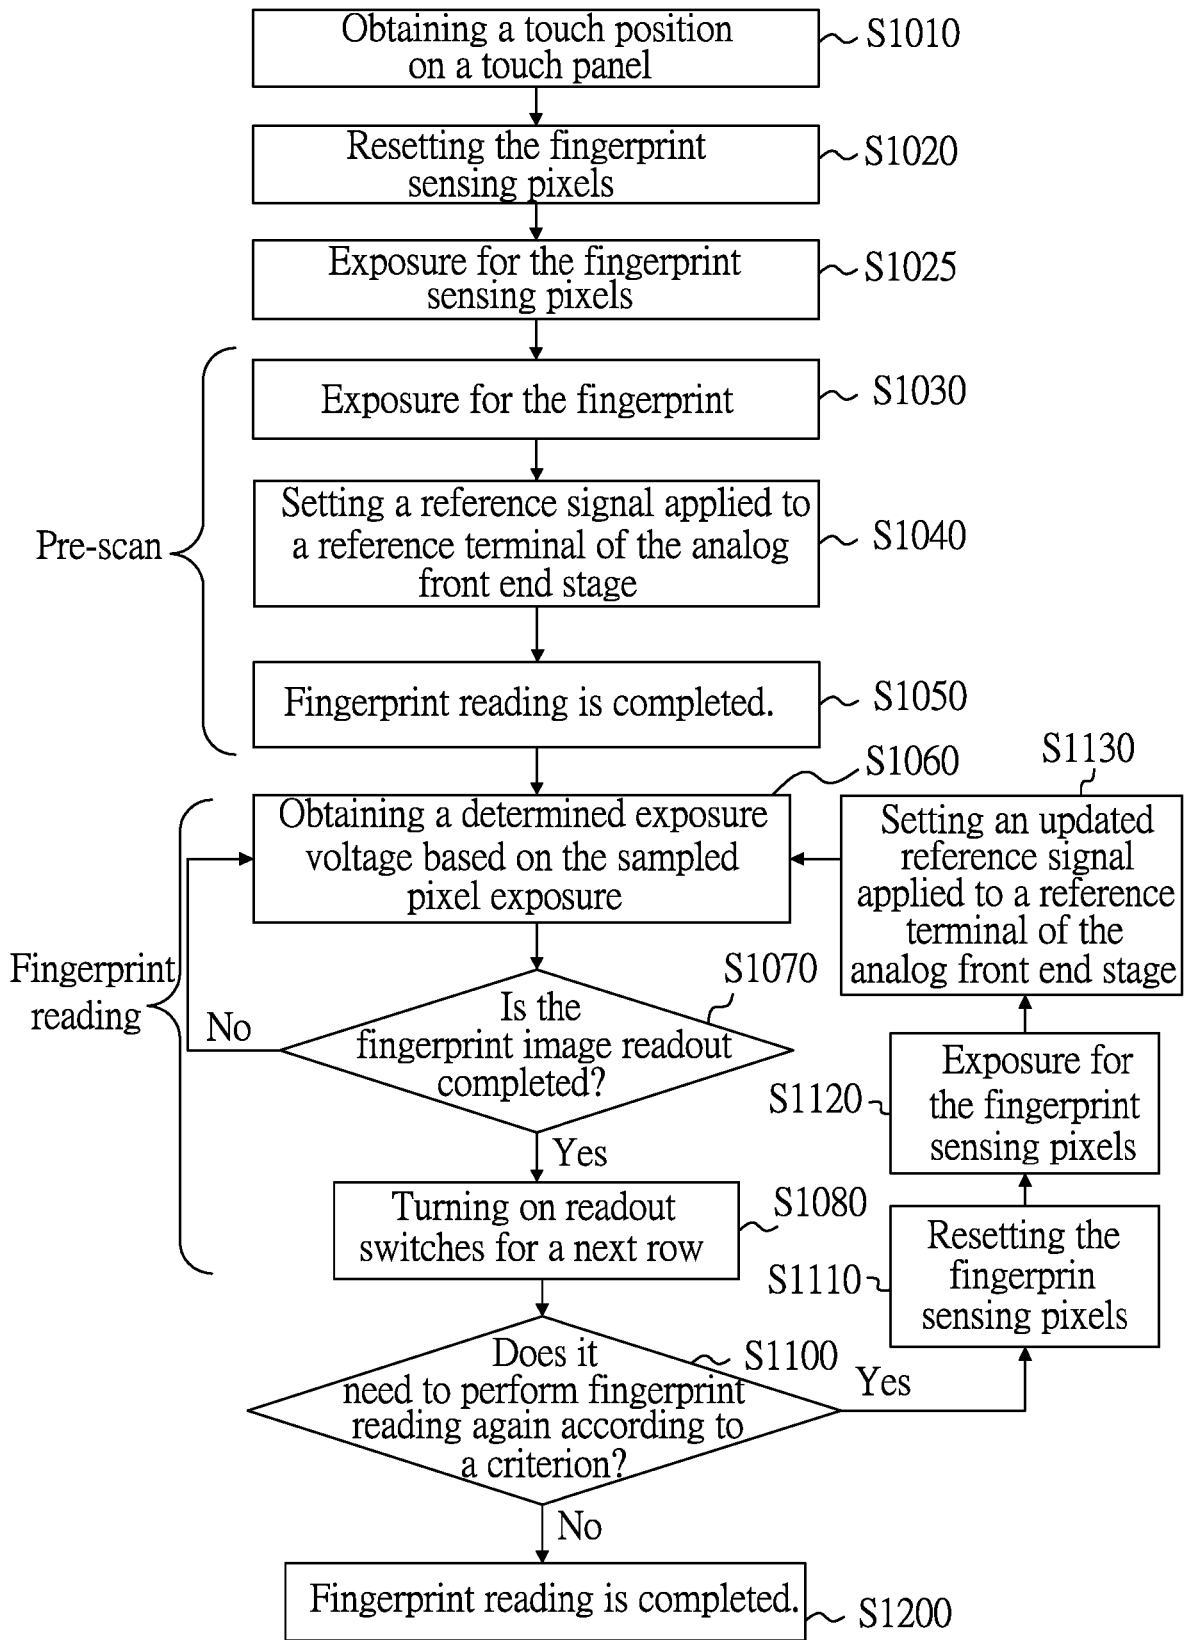 Obtaining a touch position
on a touch panel
S1010
Resetting the fingerprint
sensing pixels
S1020
Exposure for the fingerprint
sensing pixels
S1025
Pre-scan
Exposure for the fingerprint
S1030
Setting a reference signal applied to
a reference terminal of the analog
front end stage
S1040
Fingerprint reading is completed.
S1050
Fingerprint
reading
Obtaining a determined exposure
voltage based on the sampled
pixel exposure
S1060
Is the
fingerprint image readout
completed?
S1070
No
Yes
Turning on readout
switches for a next row
S1080
Does it
need to perform fingerprint
reading again according to
a criterion?
S1100
Yes
No
Resetting the
fingerprin
sensing pixels
S1110
Exposure for
the fingerprint
sensing pixels
S1120
Setting an updated
reference signal
applied to a reference
terminal of the
analog front end stage
S1130
Fingerprint reading is completed.
S1200